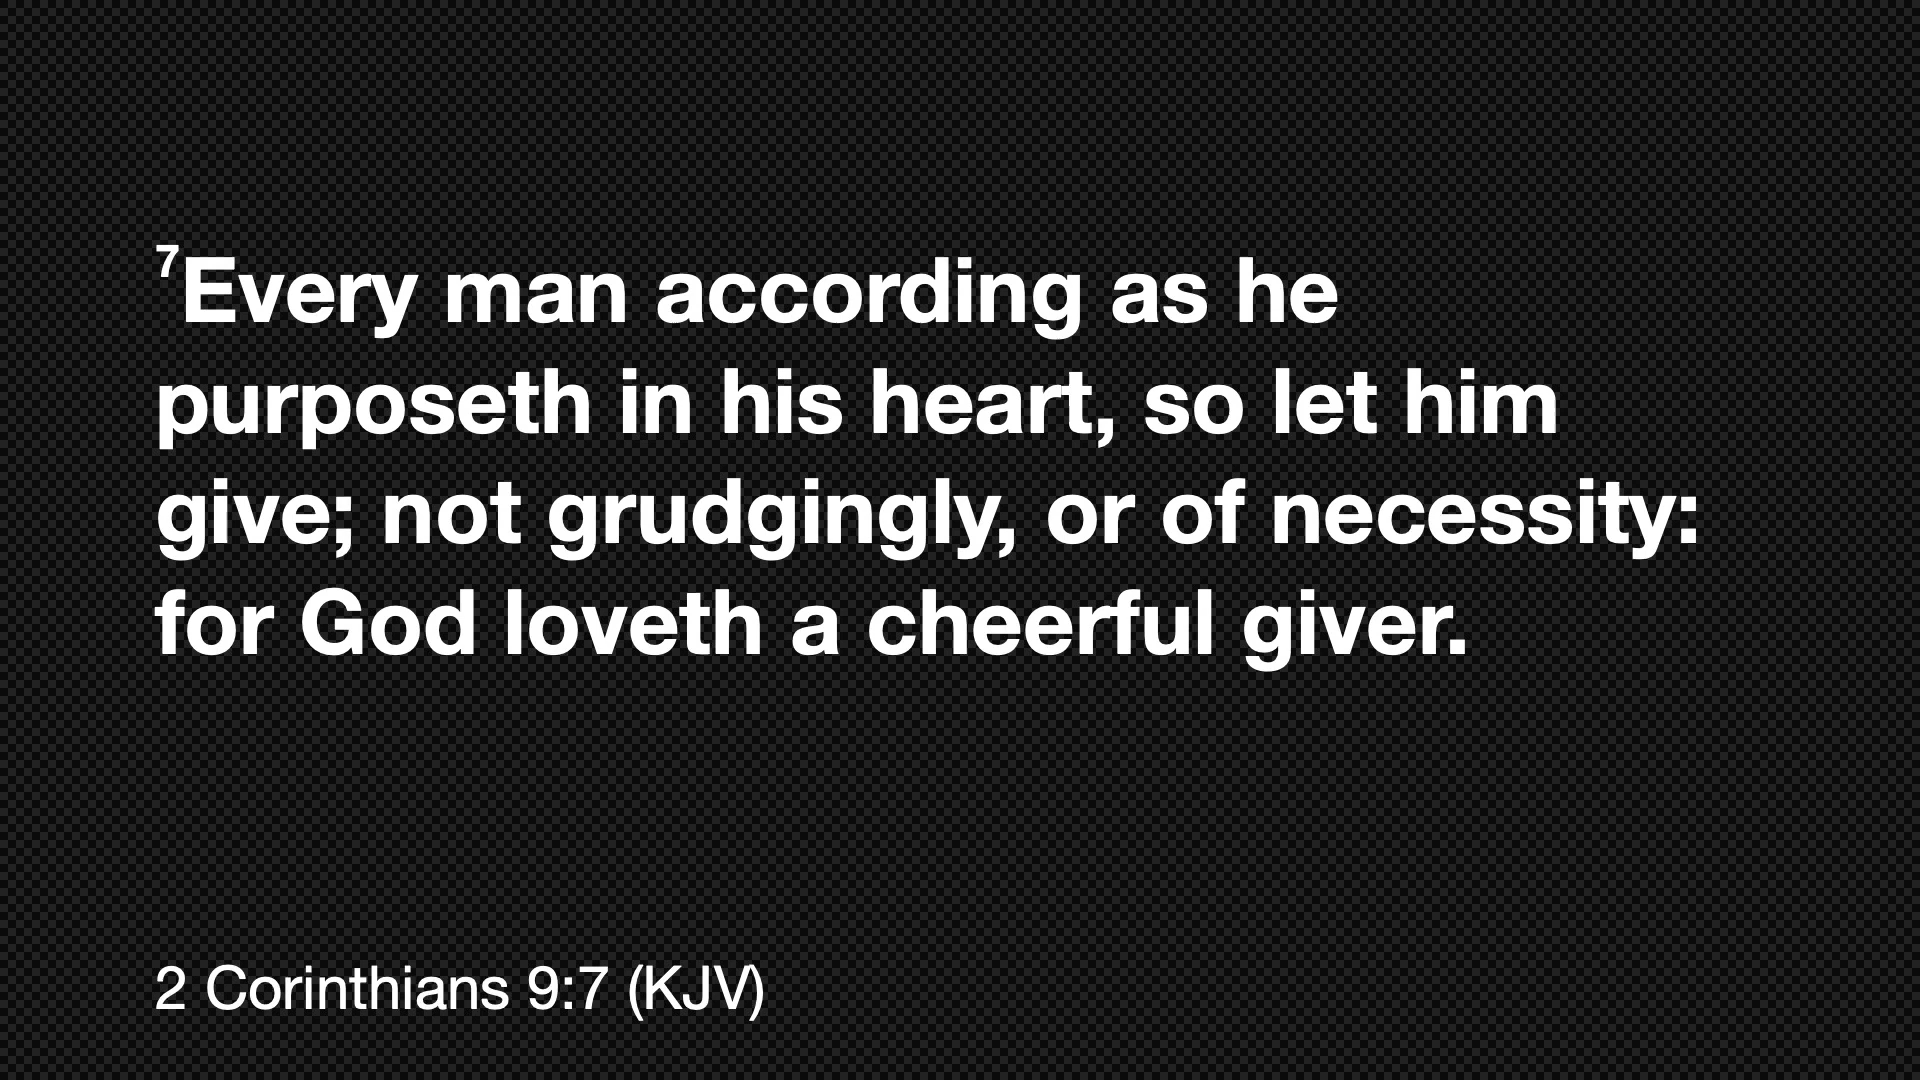 ⁷Every man according as he
purposeth in his heart, so let him
give; not grudgingly, or of necessity:
for God loveth a cheerful giver.
2 Corinthians 9:7 (KJV)